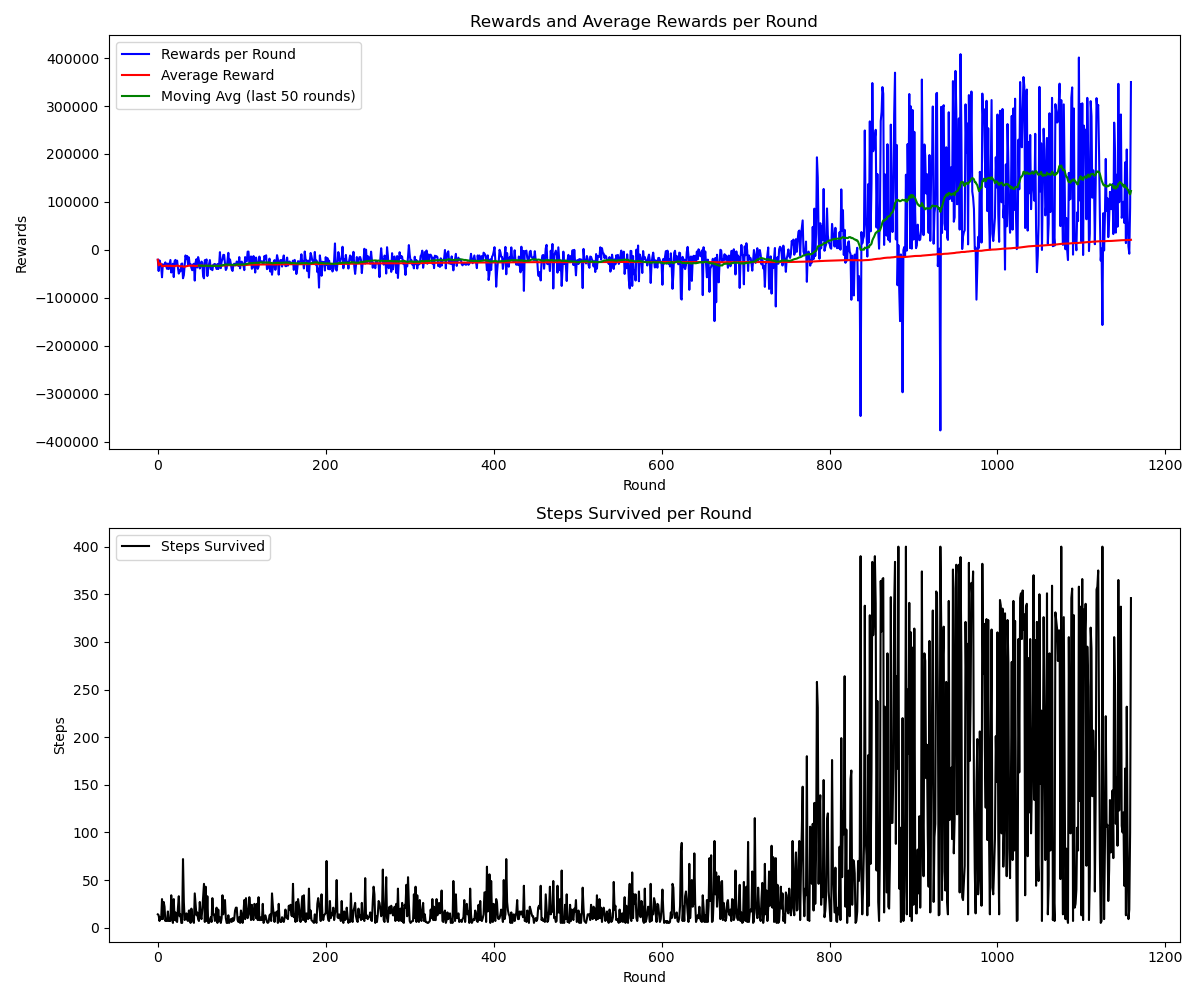 Rewards and Average Rewards per Round
Rewards per Round
Average Reward
Moving Avg (last 50 rounds)
400000
300000
200000
100000
0
−100000
−200000
−300000
−400000
Rewards
0 200 400 600 800 1000 1200
Round
Steps Survived per Round
Steps Survived
400
350
300
250
200
150
100
50
0
Steps
0 200 400 600 800 1000 1200
Round